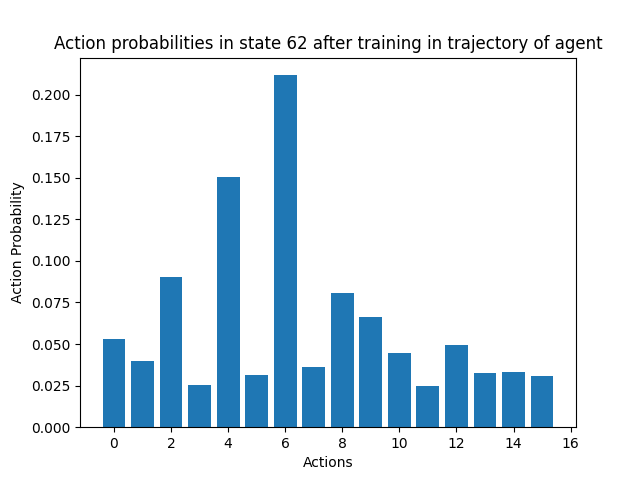 Action probabilities in state 62 after training in trajectory of agent
0.200
0.175
0.150
0.125
0.100
0.075
0.050
0.025
0.000
Action Probability
0 2 4 6 8 10 12 14 16
Actions